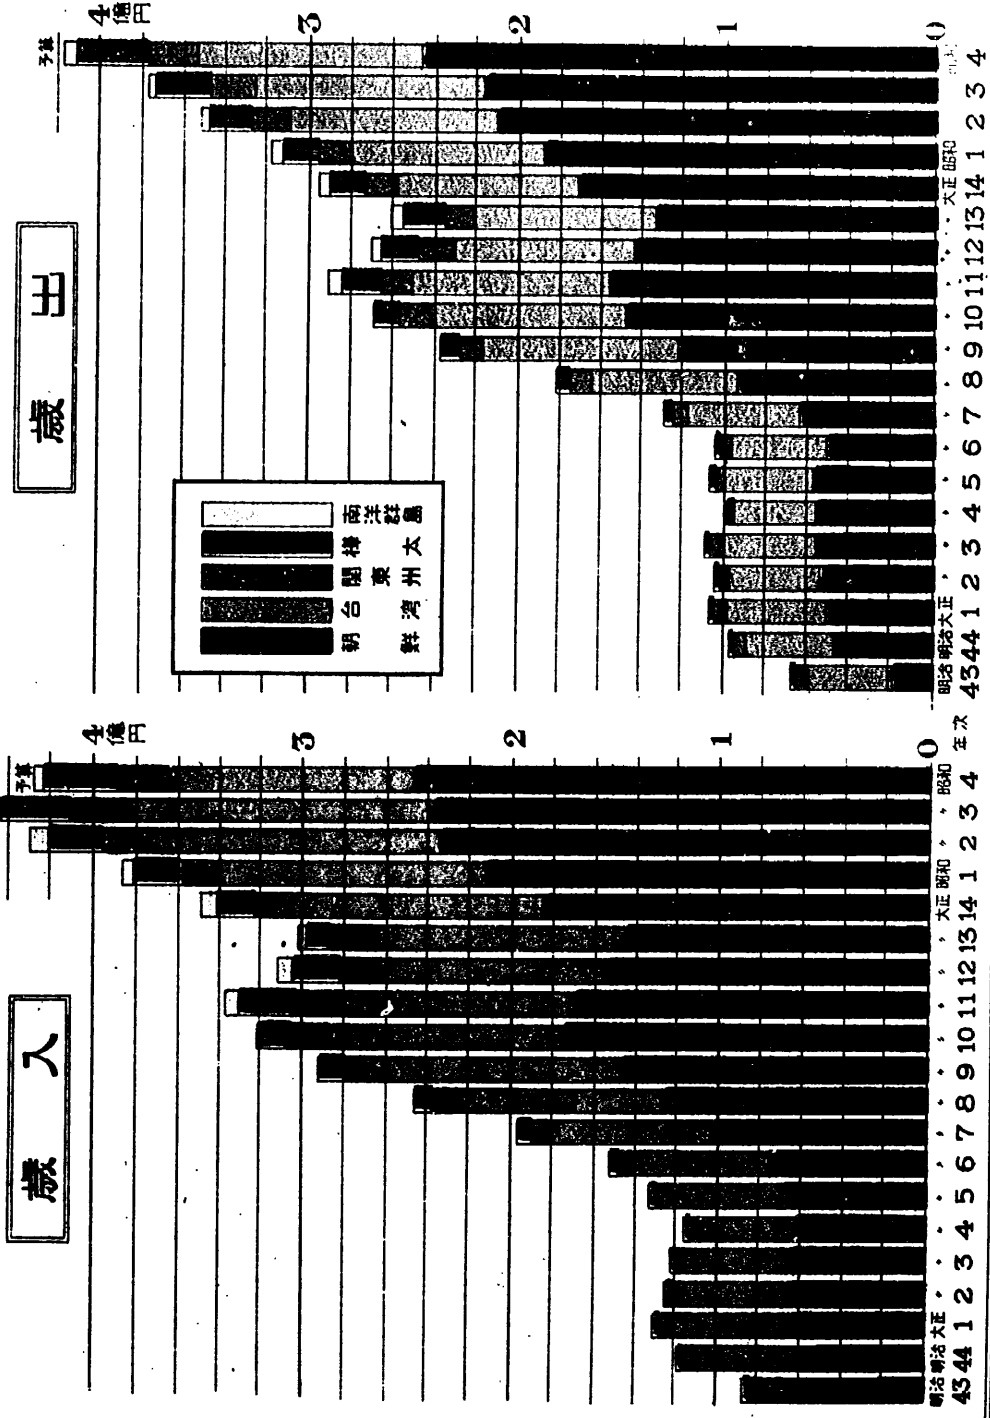 歳入
4 億円
3
2
1
0
予算
明治 明治 大正 〃 〃 〃 〃 〃 〃 〃 〃 〃 〃 〃 〃 大正 昭和 〃 〃 昭和
43 44 1 2 3 4 5 6 7 8 9 10 11 12 13 14 1 2 3 4
年次
歳出
4 億円
3
2
1
0
予算
明治 明治 大正 〃 〃 〃 〃 〃 〃 〃 〃 〃 〃 〃 〃 大正 昭和
43 44 1 2 3 4 5 6 7 8 9 10 11 12 13 14 1 2 3 4
南洋群島
樺太
関東州
台湾
朝鮮